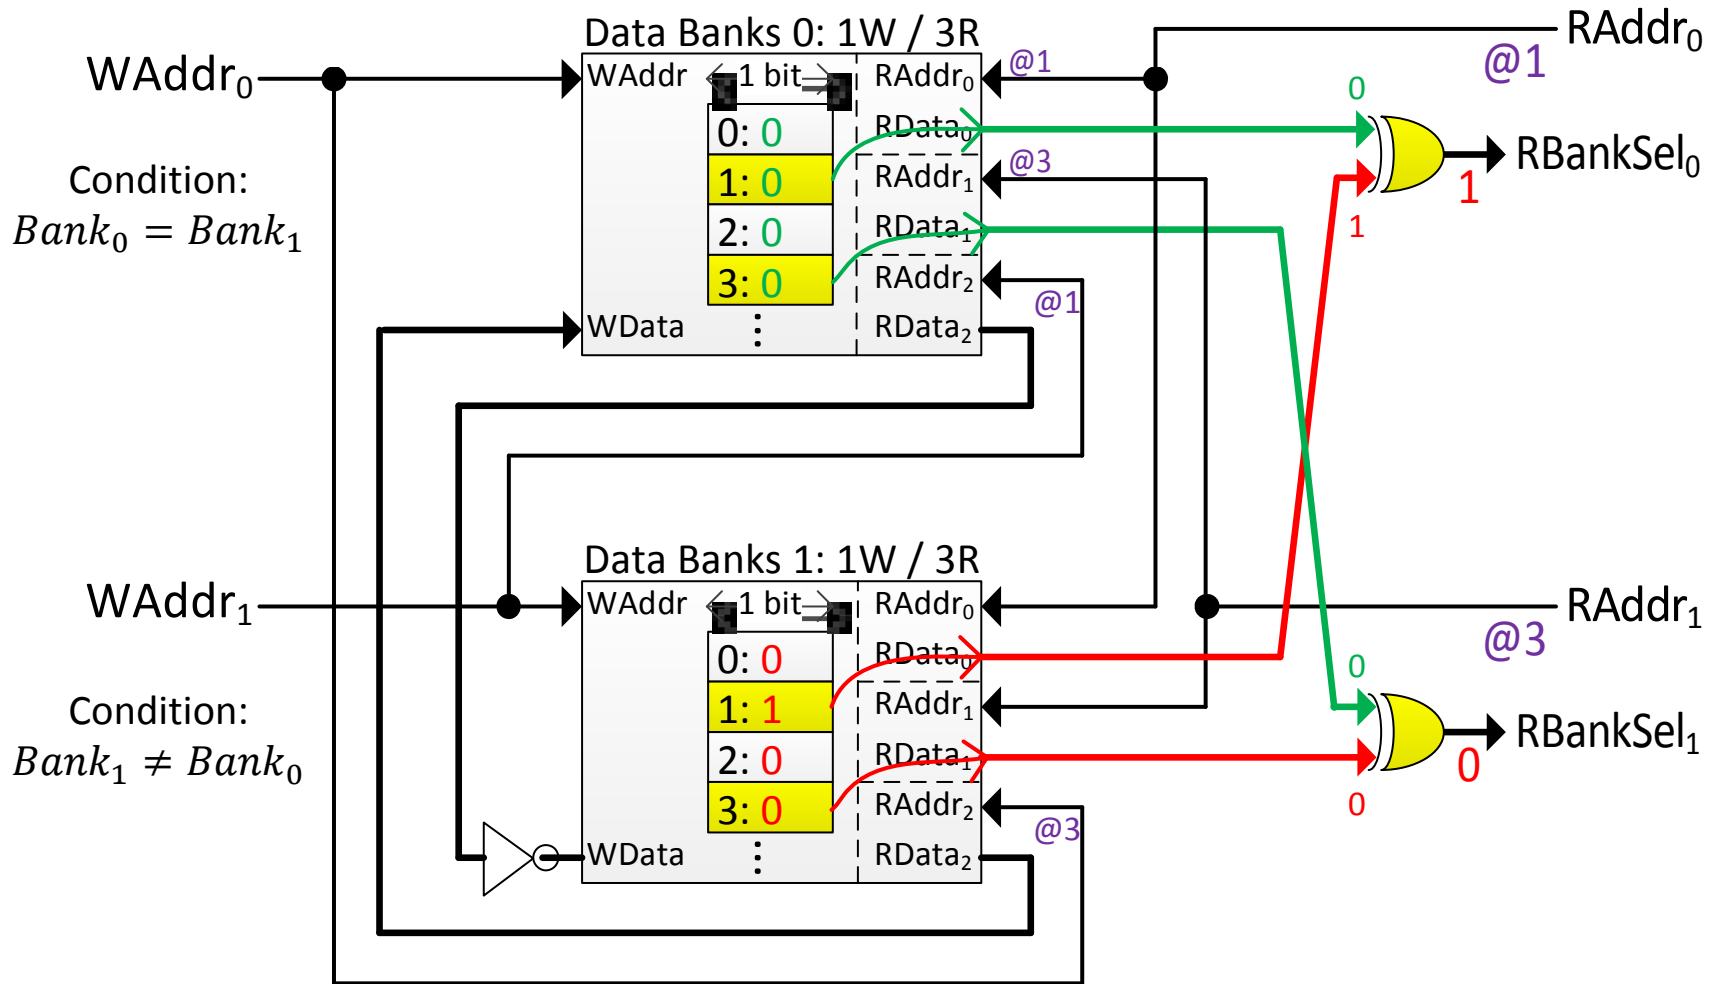 Data Banks 0: 1W / 3R
RAddr₀
@1
WAddr₀
WAddr
1 bit
RAddr₀
@1
0: 0
RData₀
0
1: 0
RAddr₁
@3
RBankSel₀
1
1
Condition:
Bank₀ = Bank₁
2: 0
RData₁
3: 0
RAddr₂
@1
WData
⋮
RData₂
Data Banks 1: 1W / 3R
WAddr₁
WAddr
1 bit
RAddr₀
RAddr₁
@3
0: 0
RData₀
0
1: 1
RAddr₁
Condition:
Bank₁ ≠ Bank₀
2: 0
RData₁
RBankSel₁
0
0
3: 0
RAddr₂
@3
WData
⋮
RData₂